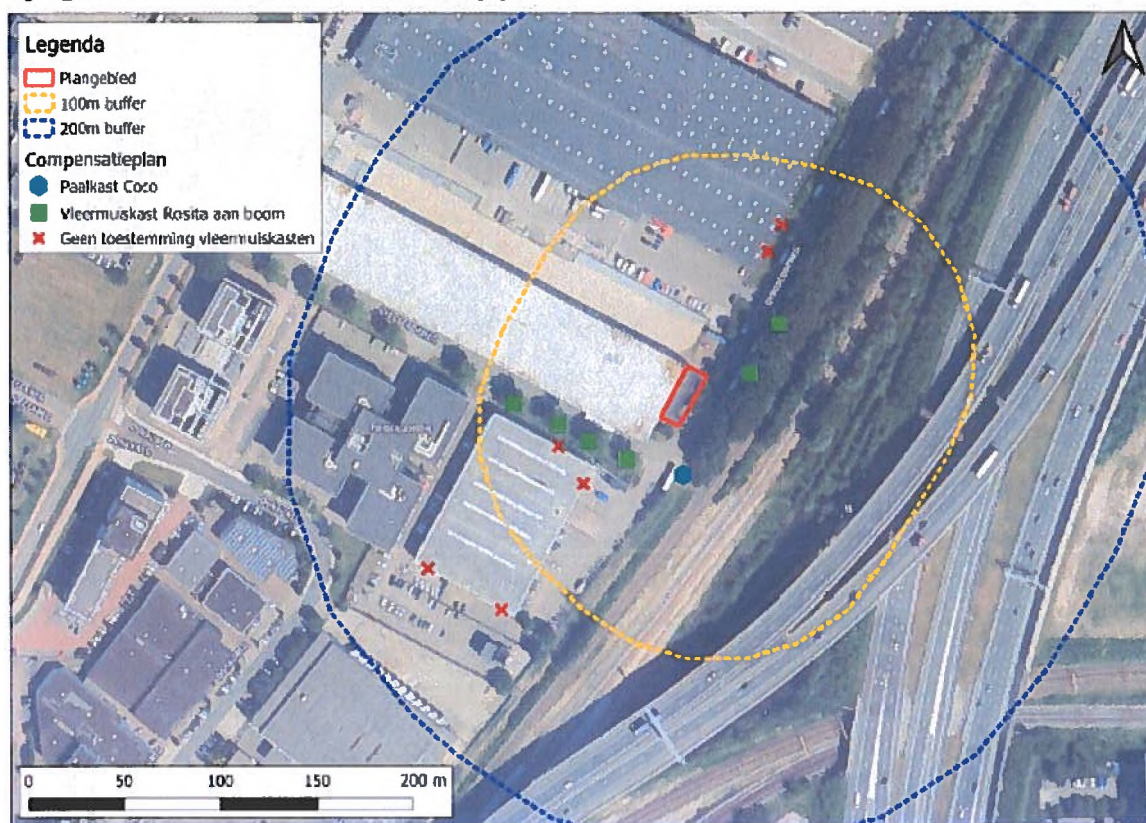 Legenda
Plangebied
100m buffer
200m buffer
Compensatieplan
Paalkast Coco
Vleermuiskast Rosita aan boom
Geen toestemming vleermuiskasten
0 50 100 150 200 m